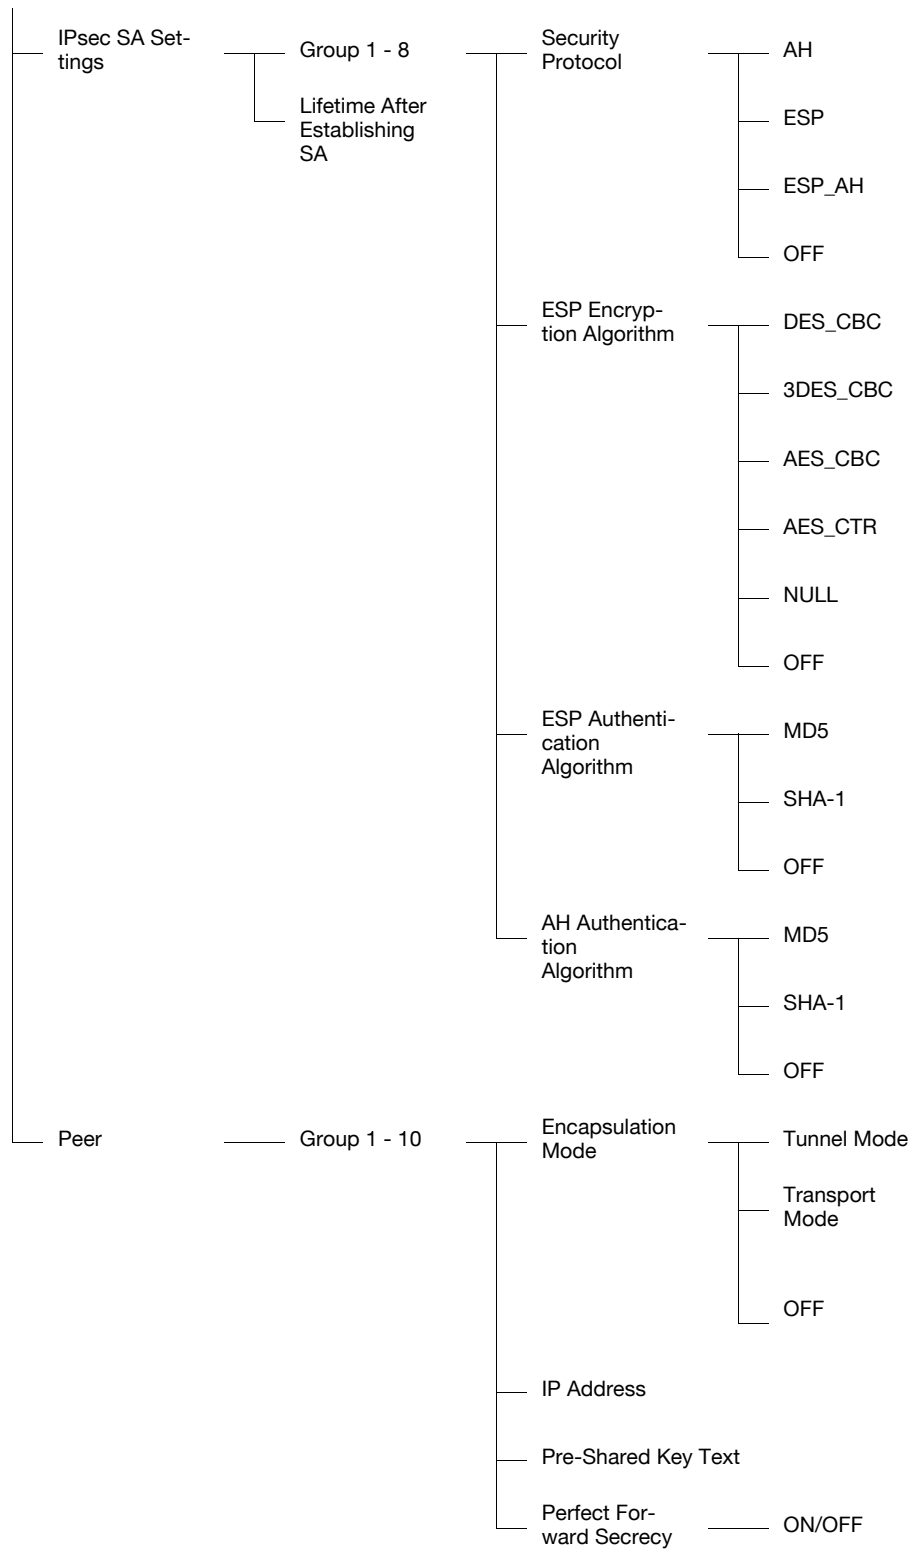 IPsec SA Set-
tings
Group 1 - 8
Security
Protocol
AH
Lifetime After
Establishing
SA
ESP
ESP_AH
OFF
ESP Encryp-
tion Algorithm
DES_CBC
3DES_CBC
AES_CBC
AES_CTR
NULL
OFF
ESP Authenti-
cation
Algorithm
MD5
SHA-1
OFF
AH Authentica-
tion
Algorithm
MD5
SHA-1
OFF
Peer
Group 1 - 10
Encapsulation
Mode
Tunnel Mode
Transport
Mode
OFF
IP Address
Pre-Shared Key Text
Perfect For-
ward Secrecy
ON/OFF